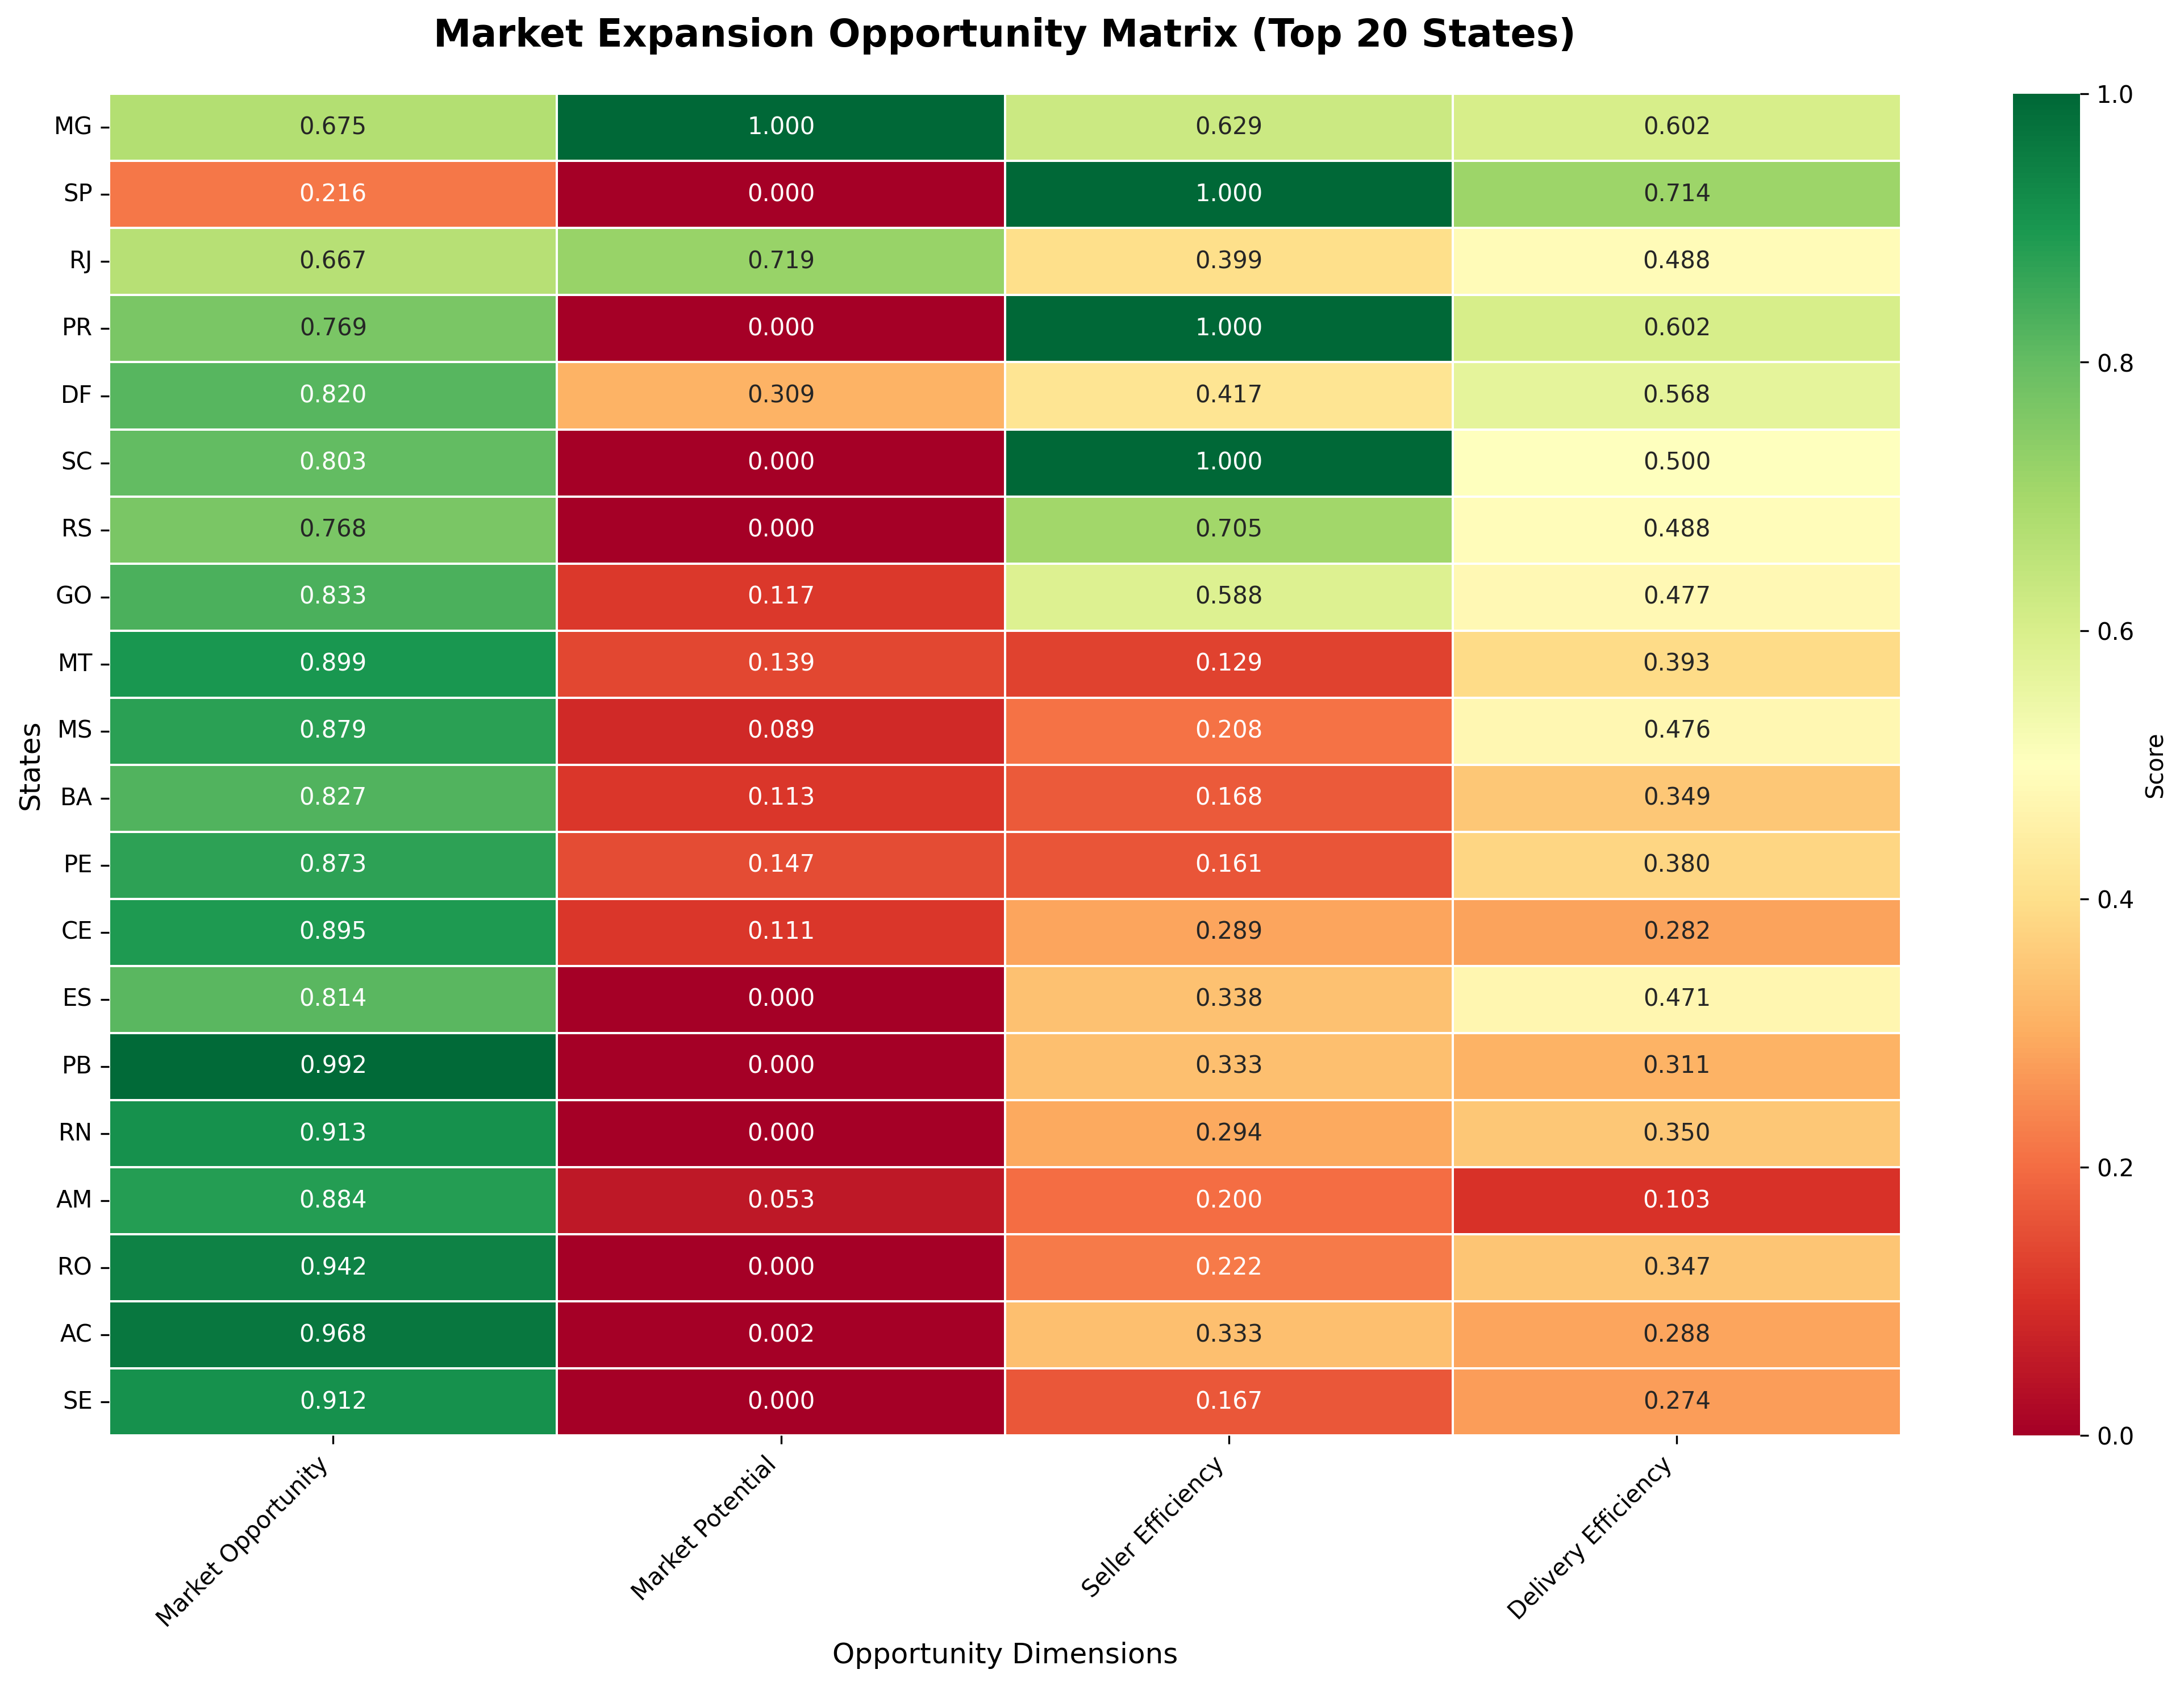 Market Expansion Opportunity Matrix (Top 20 States)
MG 0.675 1.000 0.629 0.602
SP 0.216 0.000 1.000 0.714
RJ 0.667 0.719 0.399 0.488
PR 0.769 0.000 1.000 0.602
DF 0.820 0.309 0.417 0.568
SC 0.803 0.000 1.000 0.500
RS 0.768 0.000 0.705 0.488
GO 0.833 0.117 0.588 0.477
MT 0.899 0.139 0.129 0.393
MS 0.879 0.089 0.208 0.476
BA 0.827 0.113 0.168 0.349
PE 0.873 0.147 0.161 0.380
CE 0.895 0.111 0.289 0.282
ES 0.814 0.000 0.338 0.471
PB 0.992 0.000 0.333 0.311
RN 0.913 0.000 0.294 0.350
AM 0.884 0.053 0.200 0.103
RO 0.942 0.000 0.222 0.347
AC 0.968 0.002 0.333 0.288
SE 0.912 0.000 0.167 0.274
States
Market Opportunity
Market Potential
Seller Efficiency
Delivery Efficiency
Opportunity Dimensions
1.0
0.8
0.6
0.4
0.2
0.0
Score